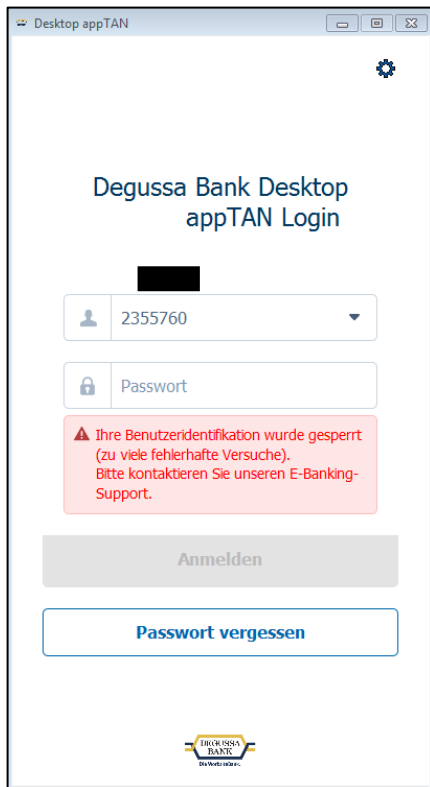 Desktop appTAN
Degussa Bank Desktop
appTAN Login
2355760
Passwort
Ihre Benutzeridentifikation wurde gesperrt
(zu viele fehlerhafte Versuche).
Bitte kontaktieren Sie unseren E-Banking-
Support.
Anmelden
Passwort vergessen
DEGUSSA
BANK